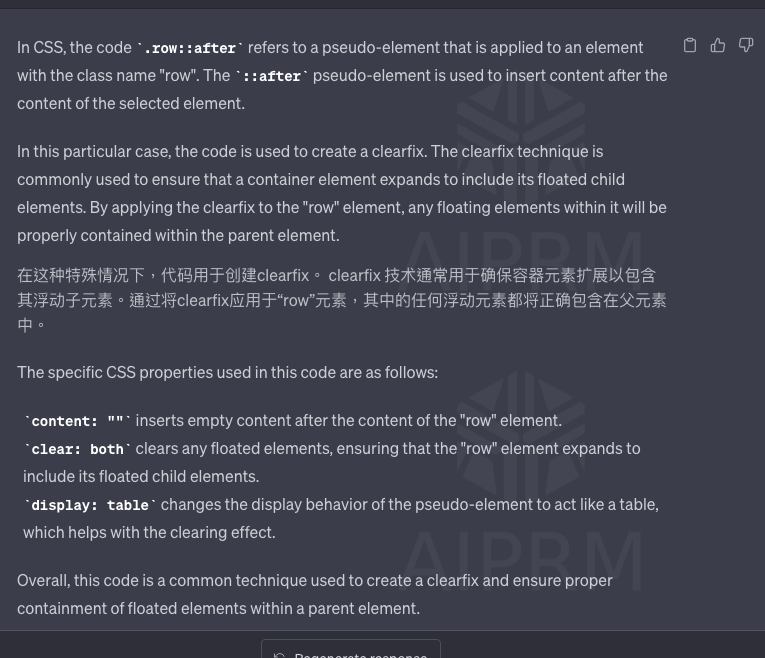 In CSS, the code `.row::after` refers to a pseudo-element that is applied to an element
with the class name "row". The `::after` pseudo-element is used to insert content after the
content of the selected element.
In this particular case, the code is used to create a clearfix. The clearfix technique is
commonly used to ensure that a container element expands to include its floated child
elements. By applying the clearfix to the "row" element, any floating elements within it will be
properly contained within the parent element.
在这种特殊情况下，代码用于创建clearfix。 clearfix 技术通常用于确保容器元素扩展以包含
其浮动子元素。通过将clearfix应用于“row”元素，其中的任何浮动元素都将正确包含在父元素
中。
The specific CSS properties used in this code are as follows:
`content: ""` inserts empty content after the content of the "row" element.
`clear: both` clears any floated elements, ensuring that the "row" element expands to
include its floated child elements.
`display: table` changes the display behavior of the pseudo-element to act like a table,
which helps with the clearing effect.
Overall, this code is a common technique used to create a clearfix and ensure proper
containment of floated elements within a parent element.
Regenerate response
AIPRM
AIPRM